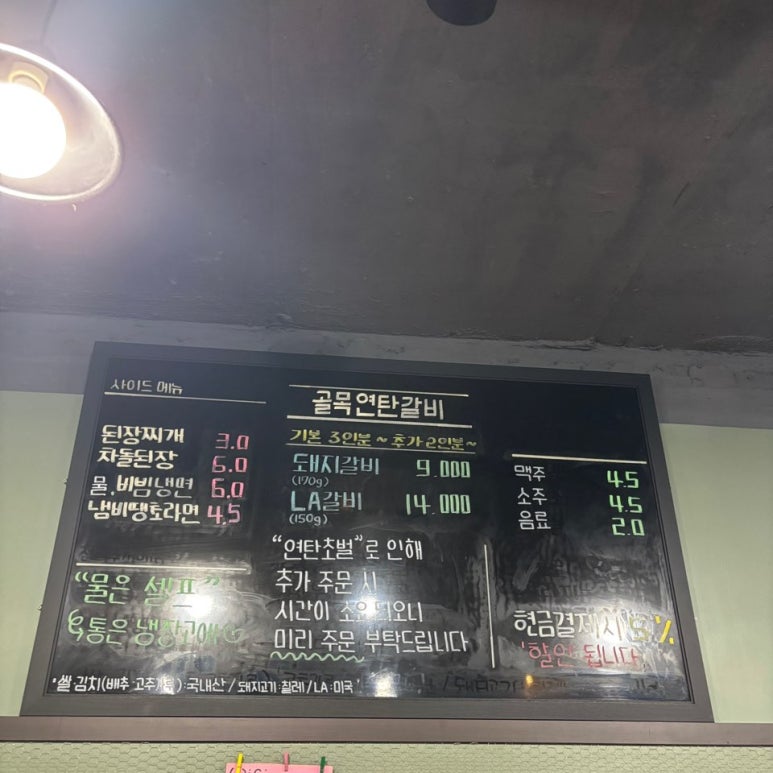 사이드 메뉴
된장찌개 3.0
차돌된장 6.0
물.비빔냉면 6.0
냄비땡초라면 4.5
"물은 셀프"
물통은 냉장고에
골목연탄갈비
기본 3인분 ~ 추가 2인분~
돼지갈비 9.000
(170g)
LA갈비 14.000
(150g)
"연탄초벌"로 인해
추가 주문 시
시간이 소요 되오니
미리 주문 부탁드립니다
맥주 4.5
소주 4.5
음료 2.0
현금결제시 5%
할인 됩니다
*쌀.김치(배추.고추가루):국내산/돼지고기:칠레/LA:미국